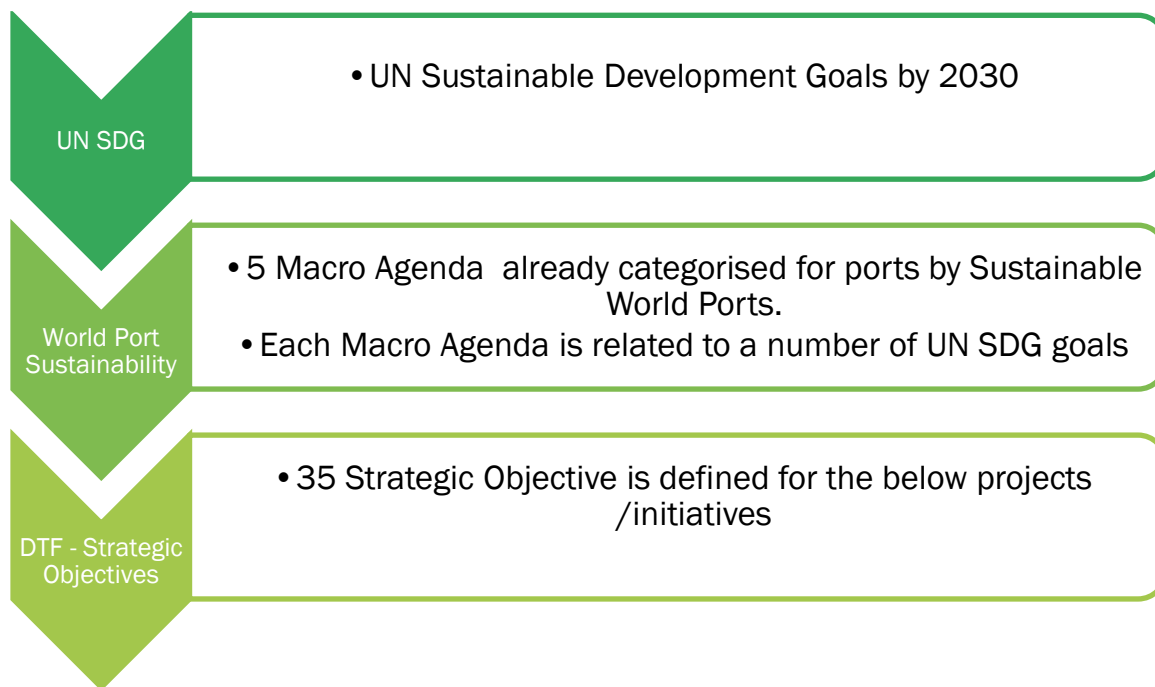 • UN Sustainable Development Goals by 2030
UN SDG
• 5 Macro Agenda  already categorised for ports by Sustainable
World Ports.
• Each Macro Agenda is related to a number of UN SDG goals
World Port
Sustainability
• 35 Strategic Objective is defined for the below projects
/initiatives
DTF - Strategic
Objectives